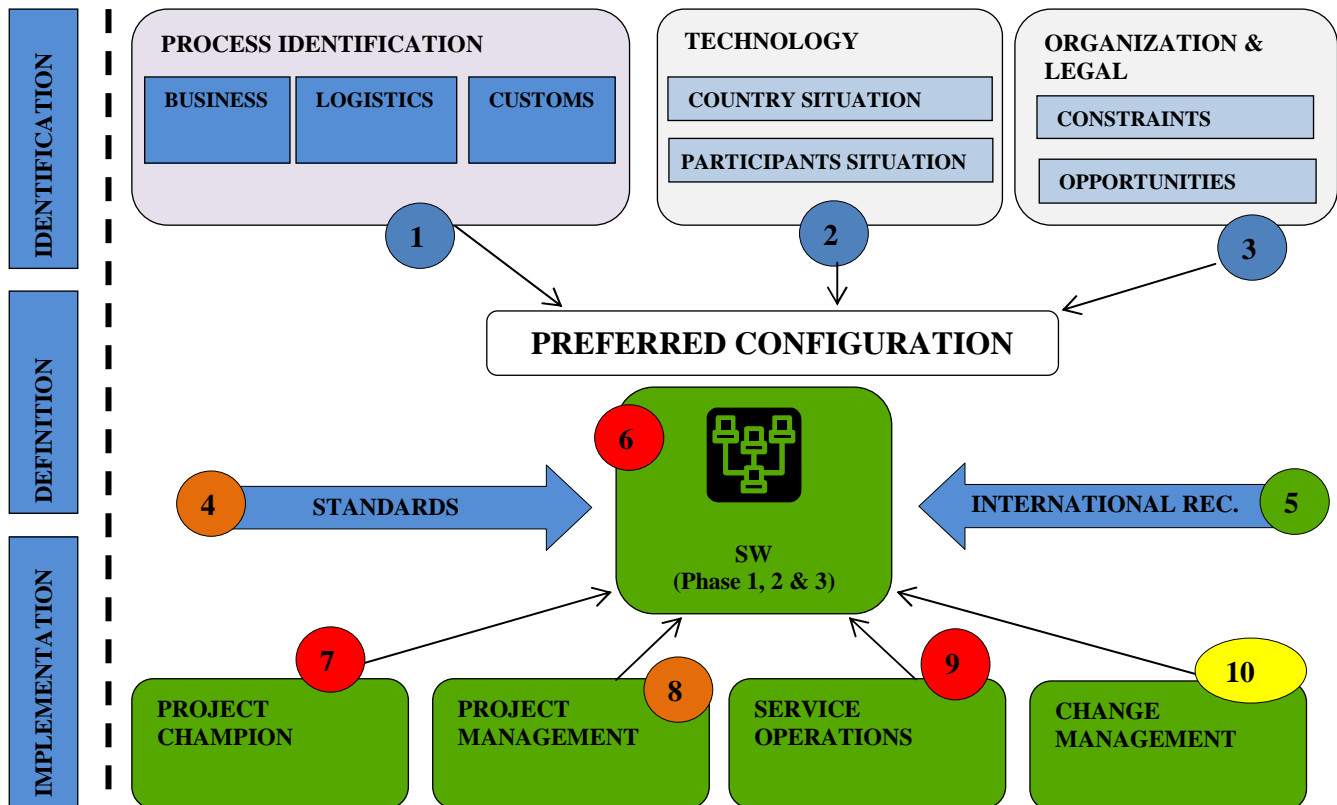 IDENTIFICATION
PROCESS IDENTIFICATION
BUSINESS
LOGISTICS
CUSTOMS
1
TECHNOLOGY
COUNTRY SITUATION
PARTICIPANTS SITUATION
2
ORGANIZATION &
LEGAL
CONSTRAINTS
OPPORTUNITIES
3
DEFINITION
PREFERRED CONFIGURATION
6
4
STANDARDS
INTERNATIONAL REC.
5
SW
(Phase 1, 2 & 3)
IMPLEMENTATION
7
PROJECT
CHAMPION
8
PROJECT
MANAGEMENT
9
SERVICE
OPERATIONS
10
CHANGE
MANAGEMENT